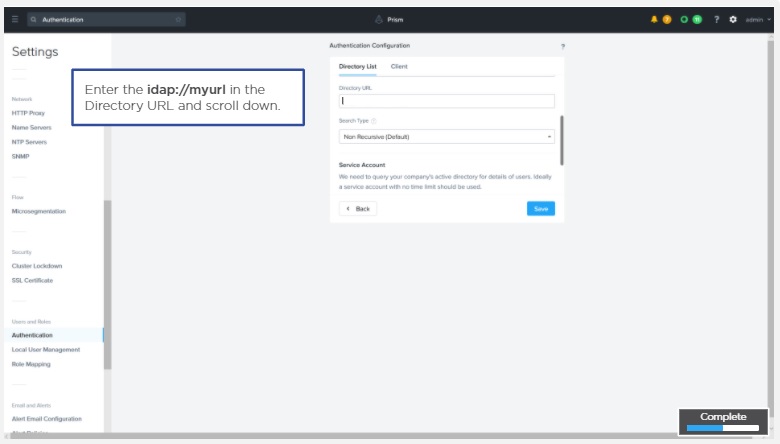 Authentication
Prism
7
11
?
admin
Settings
Enter the idap://myurl in the
Directory URL and scroll down.
Network
HTTP Proxy
Name Servers
NTP Servers
SNMP
Flow
Microsegmentation
Security
Cluster Lockdown
SSL Certificate
Users and Roles
Authentication
Local User Management
Role Mapping
Email and Alerts
Alert Email Configuration
Authentication Configuration
?
Directory List Client
Directory URL
Search Type
Non Recursive (Default)
Service Account
We need to query your company's active directory for details of users. Ideally
a service account with no time limit should be used.
Back
Save
Complete